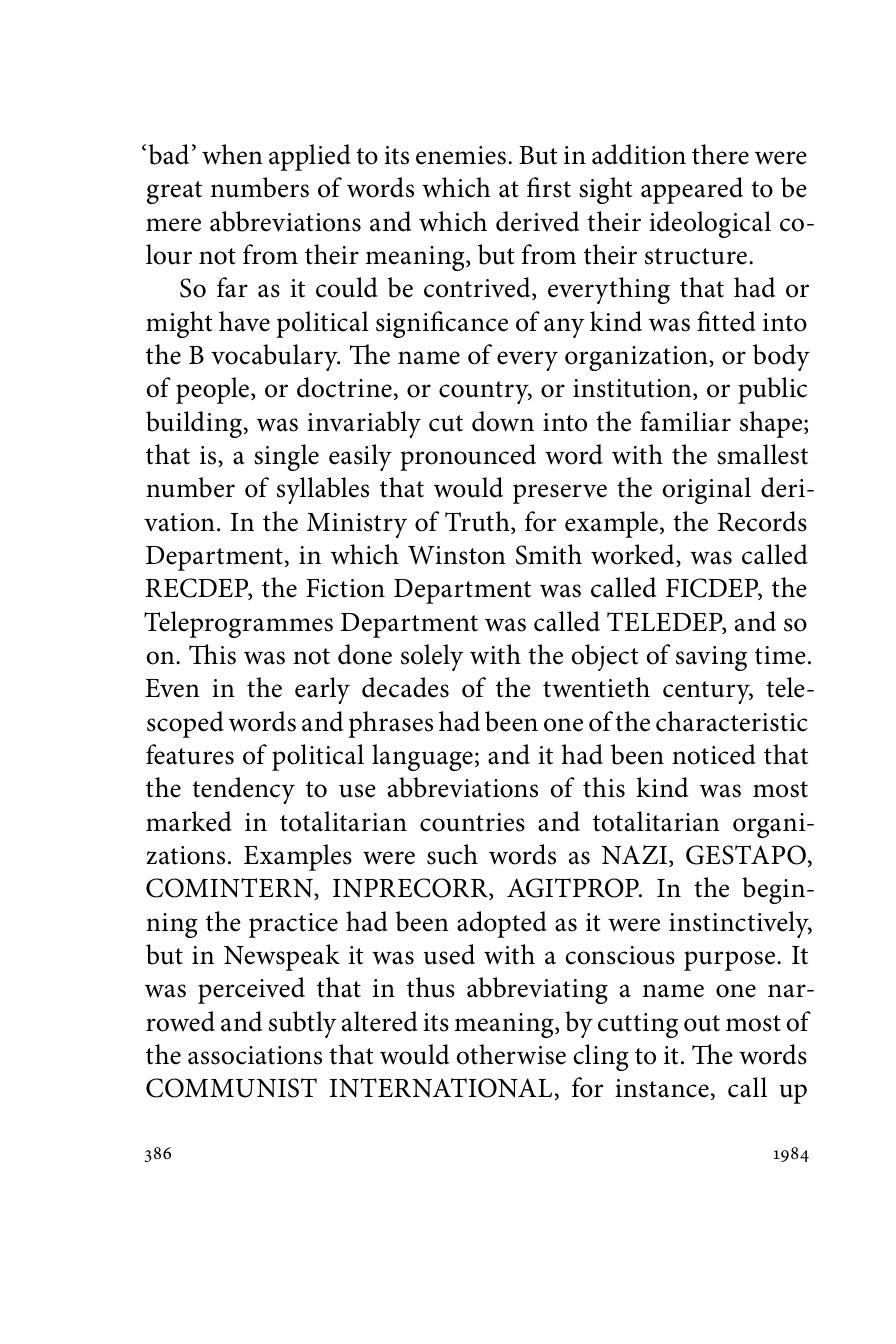 ‘bad’ when applied to its enemies. But in addition there were
great numbers of words which at first sight appeared to be
mere abbreviations and which derived their ideological co-
lour not from their meaning, but from their structure.
So far as it could be contrived, everything that had or
might have political significance of any kind was fitted into
the B vocabulary. The name of every organization, or body
of people, or doctrine, or country, or institution, or public
building, was invariably cut down into the familiar shape;
that is, a single easily pronounced word with the smallest
number of syllables that would preserve the original deri-
vation. In the Ministry of Truth, for example, the Records
Department, in which Winston Smith worked, was called
RECDEP, the Fiction Department was called FICDEP, the
Teleprogrammes Department was called TELEDEP, and so
on. This was not done solely with the object of saving time.
Even in the early decades of the twentieth century, tele-
scoped words and phrases had been one of the characteristic
features of political language; and it had been noticed that
the tendency to use abbreviations of this kind was most
marked in totalitarian countries and totalitarian organi-
zations. Examples were such words as NAZI, GESTAPO,
COMINTERN, INPRECORR, AGITPROP. In the begin-
ning the practice had been adopted as it were instinctively,
but in Newspeak it was used with a conscious purpose. It
was perceived that in thus abbreviating a name one nar-
rowed and subtly altered its meaning, by cutting out most of
the associations that would otherwise cling to it. The words
COMMUNIST INTERNATIONAL, for instance, call up
386 1984